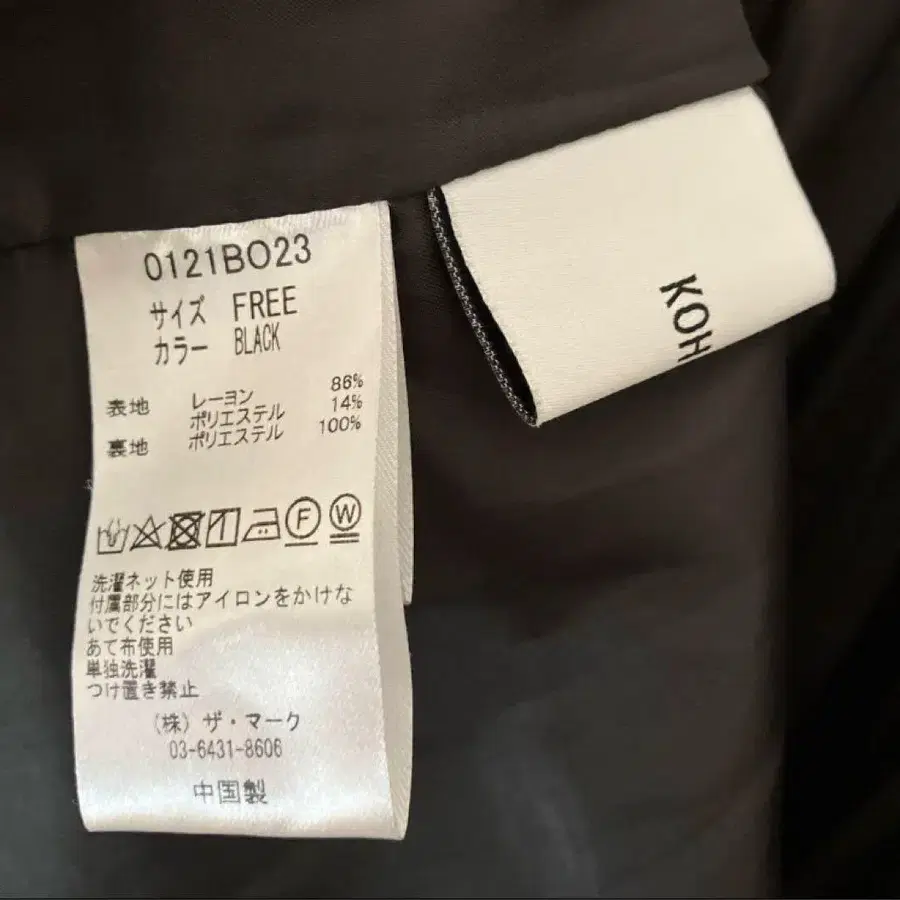 0121BO23
サイズ FREE
カラー BLACK
表地 レーヨン 86%
ポリエステル 14%
裏地 ポリエステル 100%
F W
洗濯ネット使用
付属部分にはアイロンをかけな
いでください
あて布使用
単独洗濯
つけ置き禁止
(株) ザ・マーク
03-6431-8606
中国製
KOH